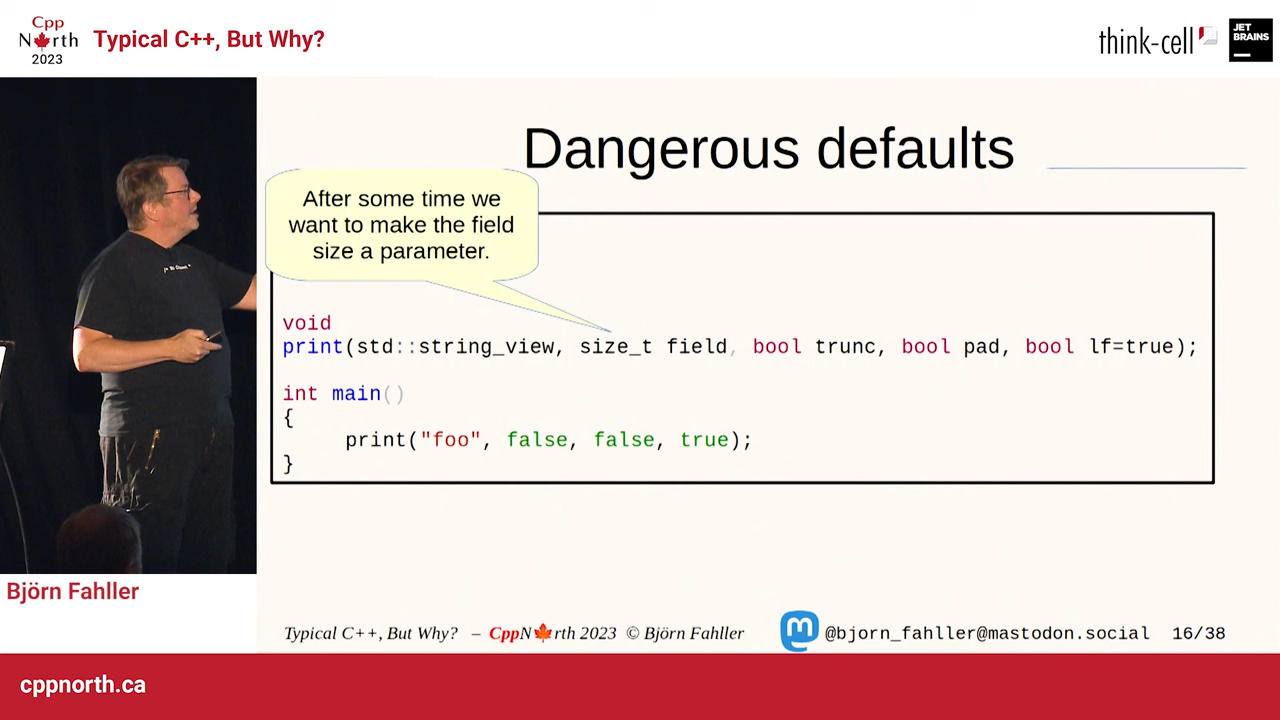 Cpp
North
2023
Typical C++, But Why?
think-cell
JET
BRAINS
Dangerous defaults
After some time we
want to make the field
size a parameter.
void
print(std::string_view, size_t field, bool trunc, bool pad, bool lf=true);
int main()
{
print("foo", false, false, true);
}
Björn Fahller
Typical C++, But Why? – CppN🍁rth 2023 © Björn Fahller
@bjorn_fahller@mastodon.social 16/38
cppnorth.ca